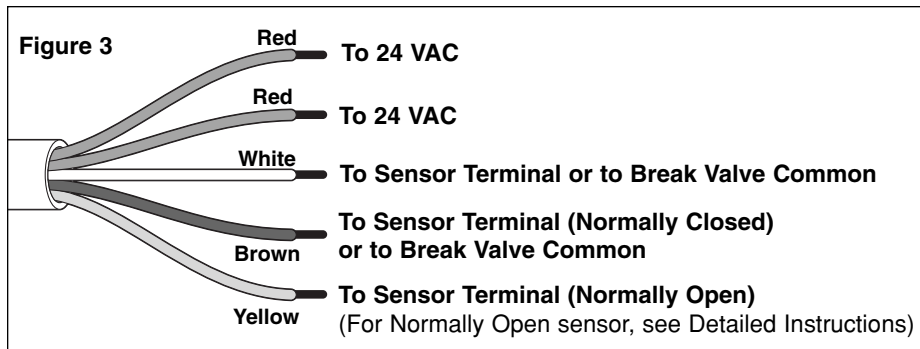 Figure 3
Red
To 24 VAC
Red
To 24 VAC
White
To Sensor Terminal or to Break Valve Common
Brown
To Sensor Terminal (Normally Closed)
or to Break Valve Common
Yellow
To Sensor Terminal (Normally Open)
(For Normally Open sensor, see Detailed Instructions)